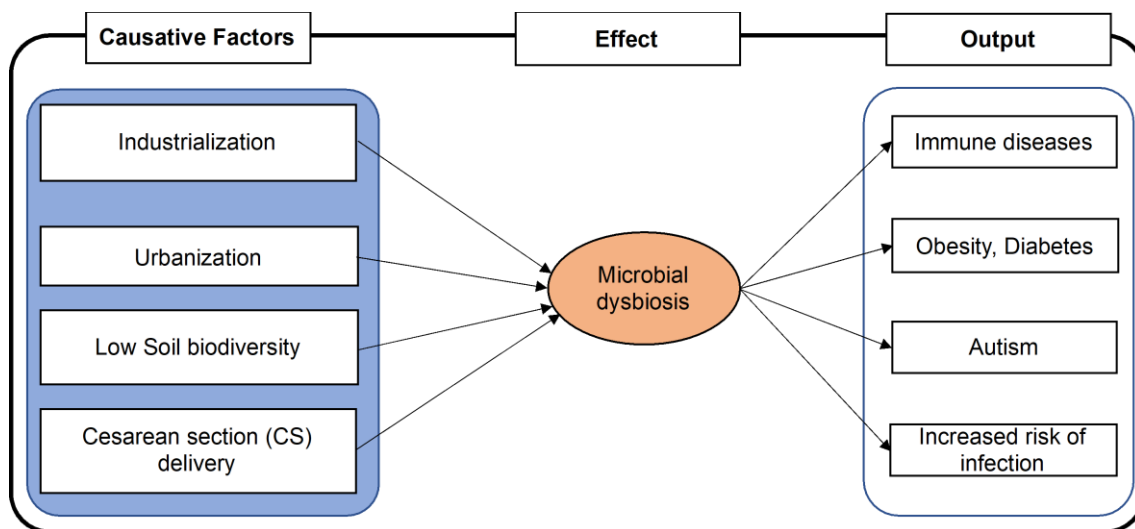 Causative Factors
Effect
Output
Industrialization
Urbanization
Low Soil biodiversity
Cesarean section (CS)
delivery
Microbial
dysbiosis
Immune diseases
Obesity, Diabetes
Autism
Increased risk of
infection